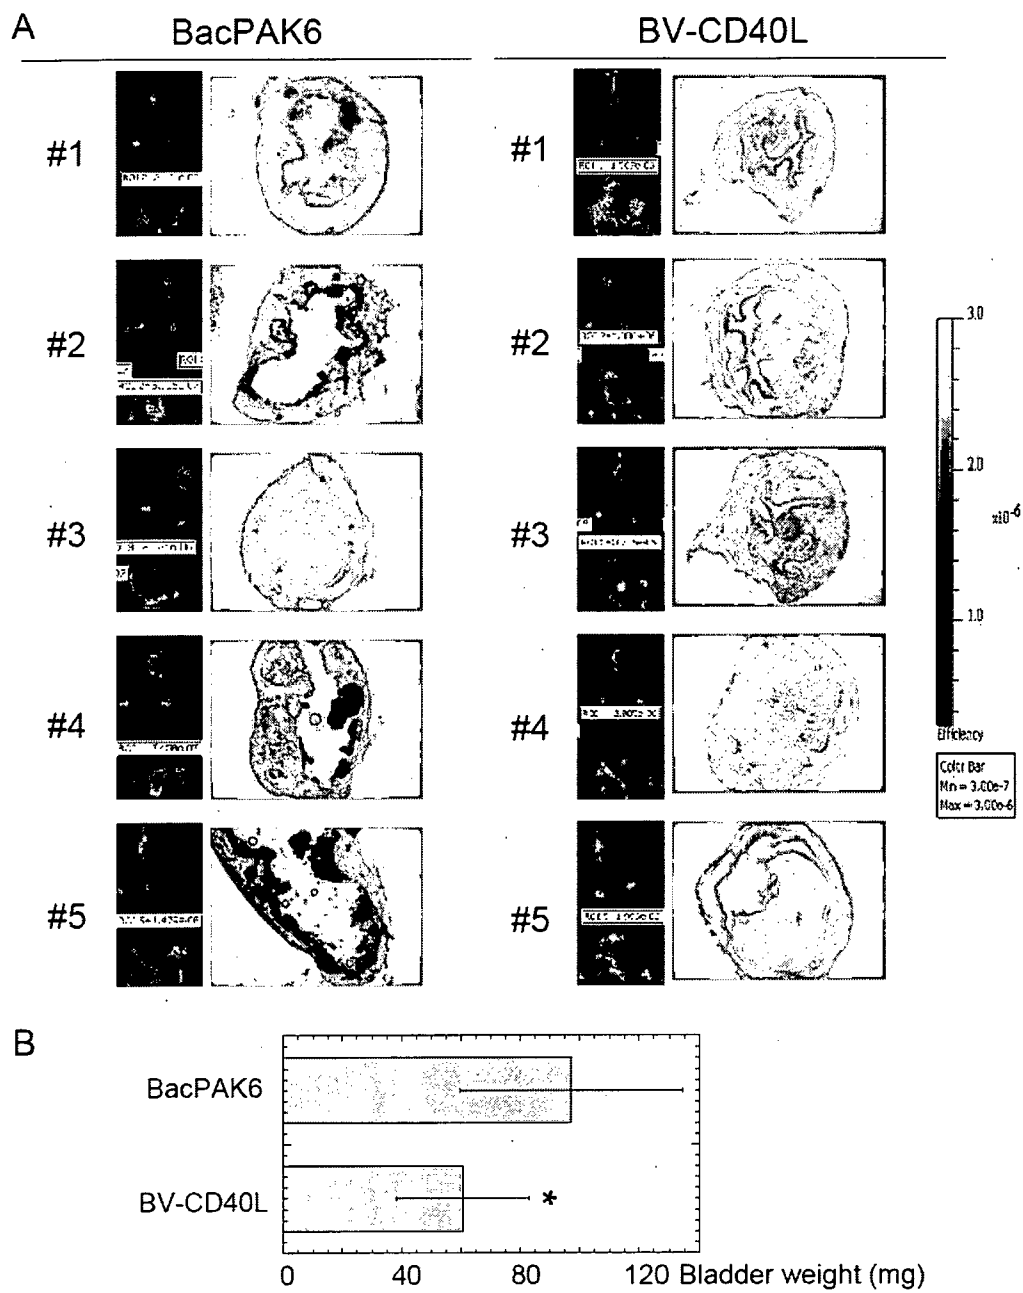 A
BacPAK6
BV-CD40L
#1
#1
#2
#2
#3
#3
#4
#4
#5
#5
3.0
2.0
x10-6
1.0
Efficiency
Color Bar
Min = 3.00e-7
Max = 3.00e-6
B
BacPAK6
BV-CD40L
*
0 40 80 120 Bladder weight (mg)